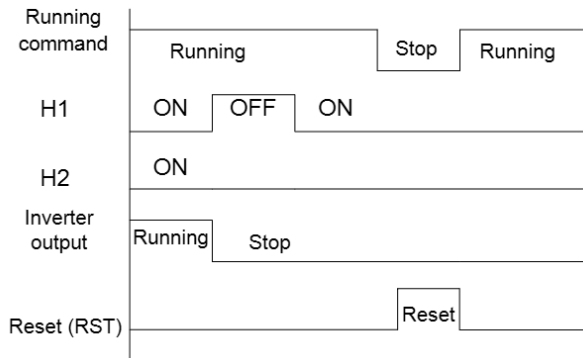 Running
command
Running
Stop
Running
H1
ON
OFF
ON
H2
ON
Inverter
output
Running
Stop
Reset (RST)
Reset